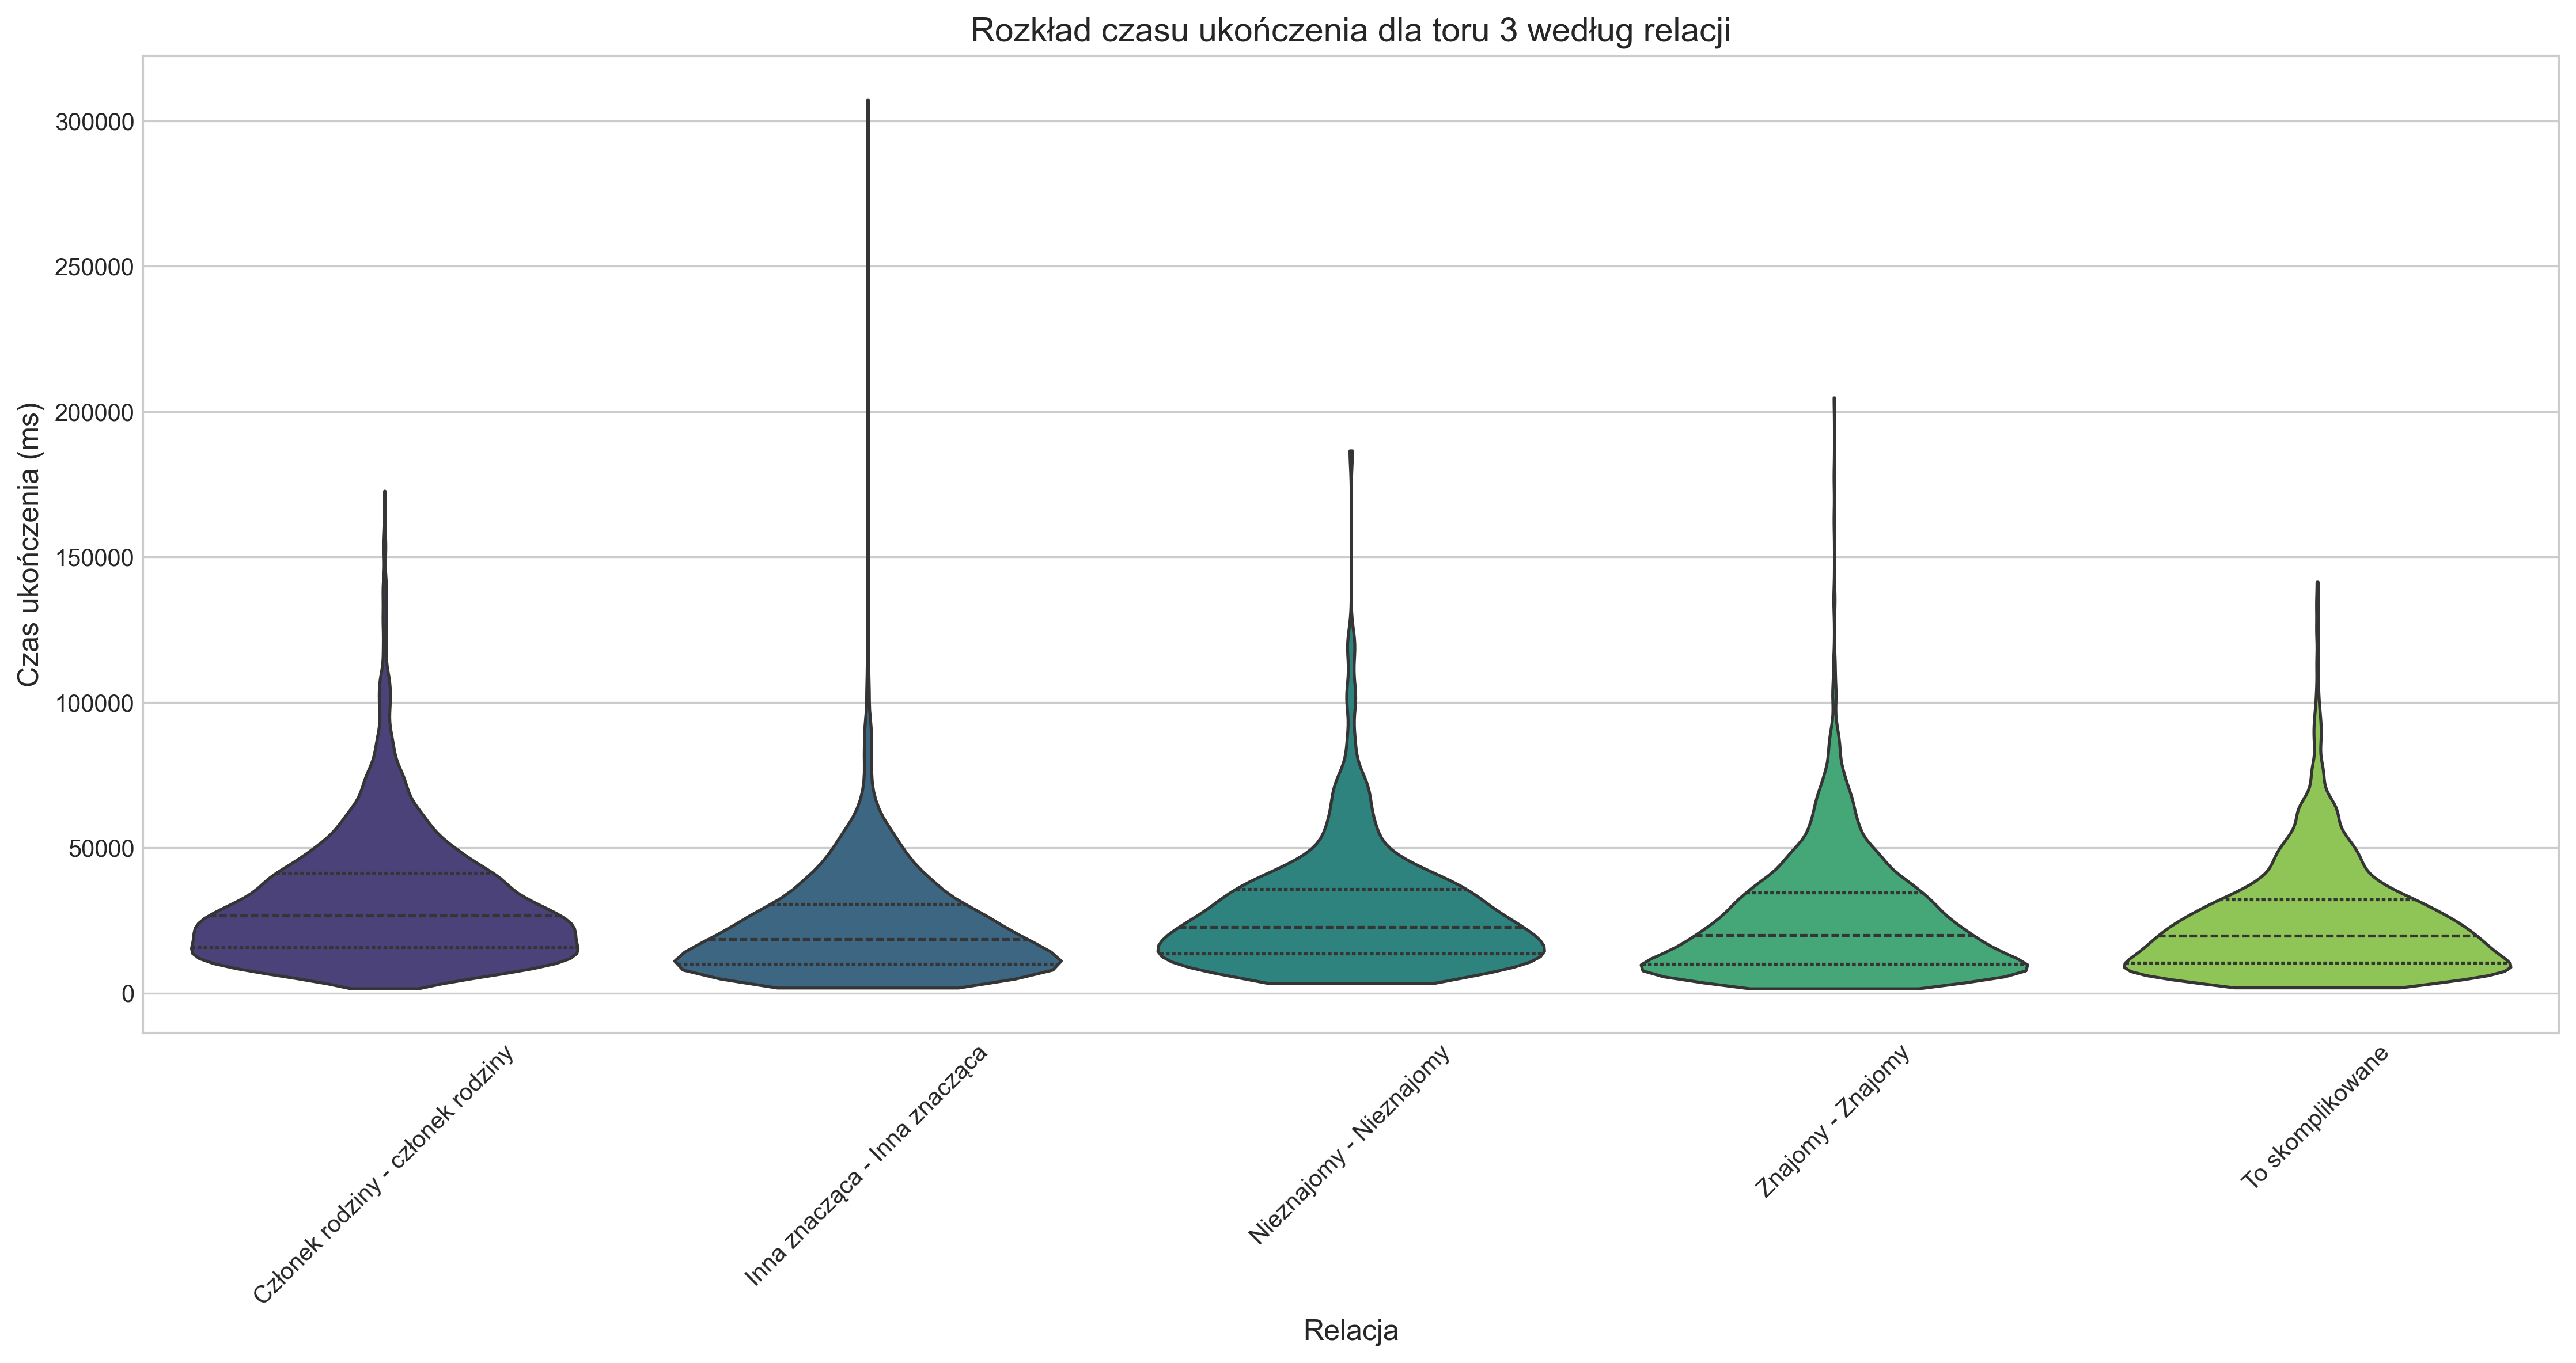 Rozkład czasu ukończenia dla toru 3 według relacji
Czas ukończenia (ms)
300000
250000
200000
150000
100000
50000
0
Członek rodziny - członek rodziny
Inna znacząca - Inna znacząca
Nieznajomy - Nieznajomy
Znajomy - Znajomy
To skomplikowane
Relacja